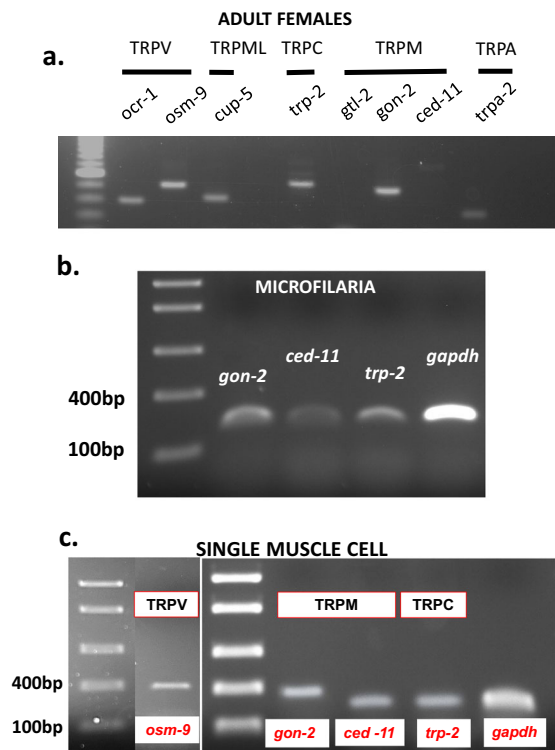 ADULT FEMALES
a.
TRPV TRPML TRPC TRPM TRPA
ocr-1 osm-9 cup-5 trp-2 gtl-2 gon-2 ced-11 trpa-2
b.
MICROFILARIA
gon-2 ced-11 trp-2 gapdh
400bp
100bp
c.
SINGLE MUSCLE CELL
TRPV TRPM TRPC
400bp
100bp
osm-9 gon-2 ced -11 trp-2 gapdh